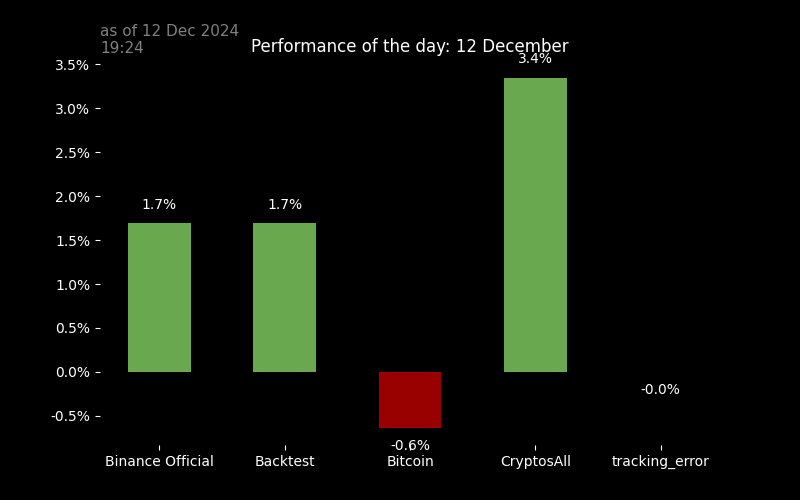 as of 12 Dec 2024
19:24
Performance of the day: 12 December
3.5%
3.0%
2.5%
2.0%
1.5%
1.0%
0.5%
0.0%
-0.5%
1.7%
1.7%
-0.6%
3.4%
-0.0%
Binance Official
Backtest
Bitcoin
CryptosAll
tracking_error